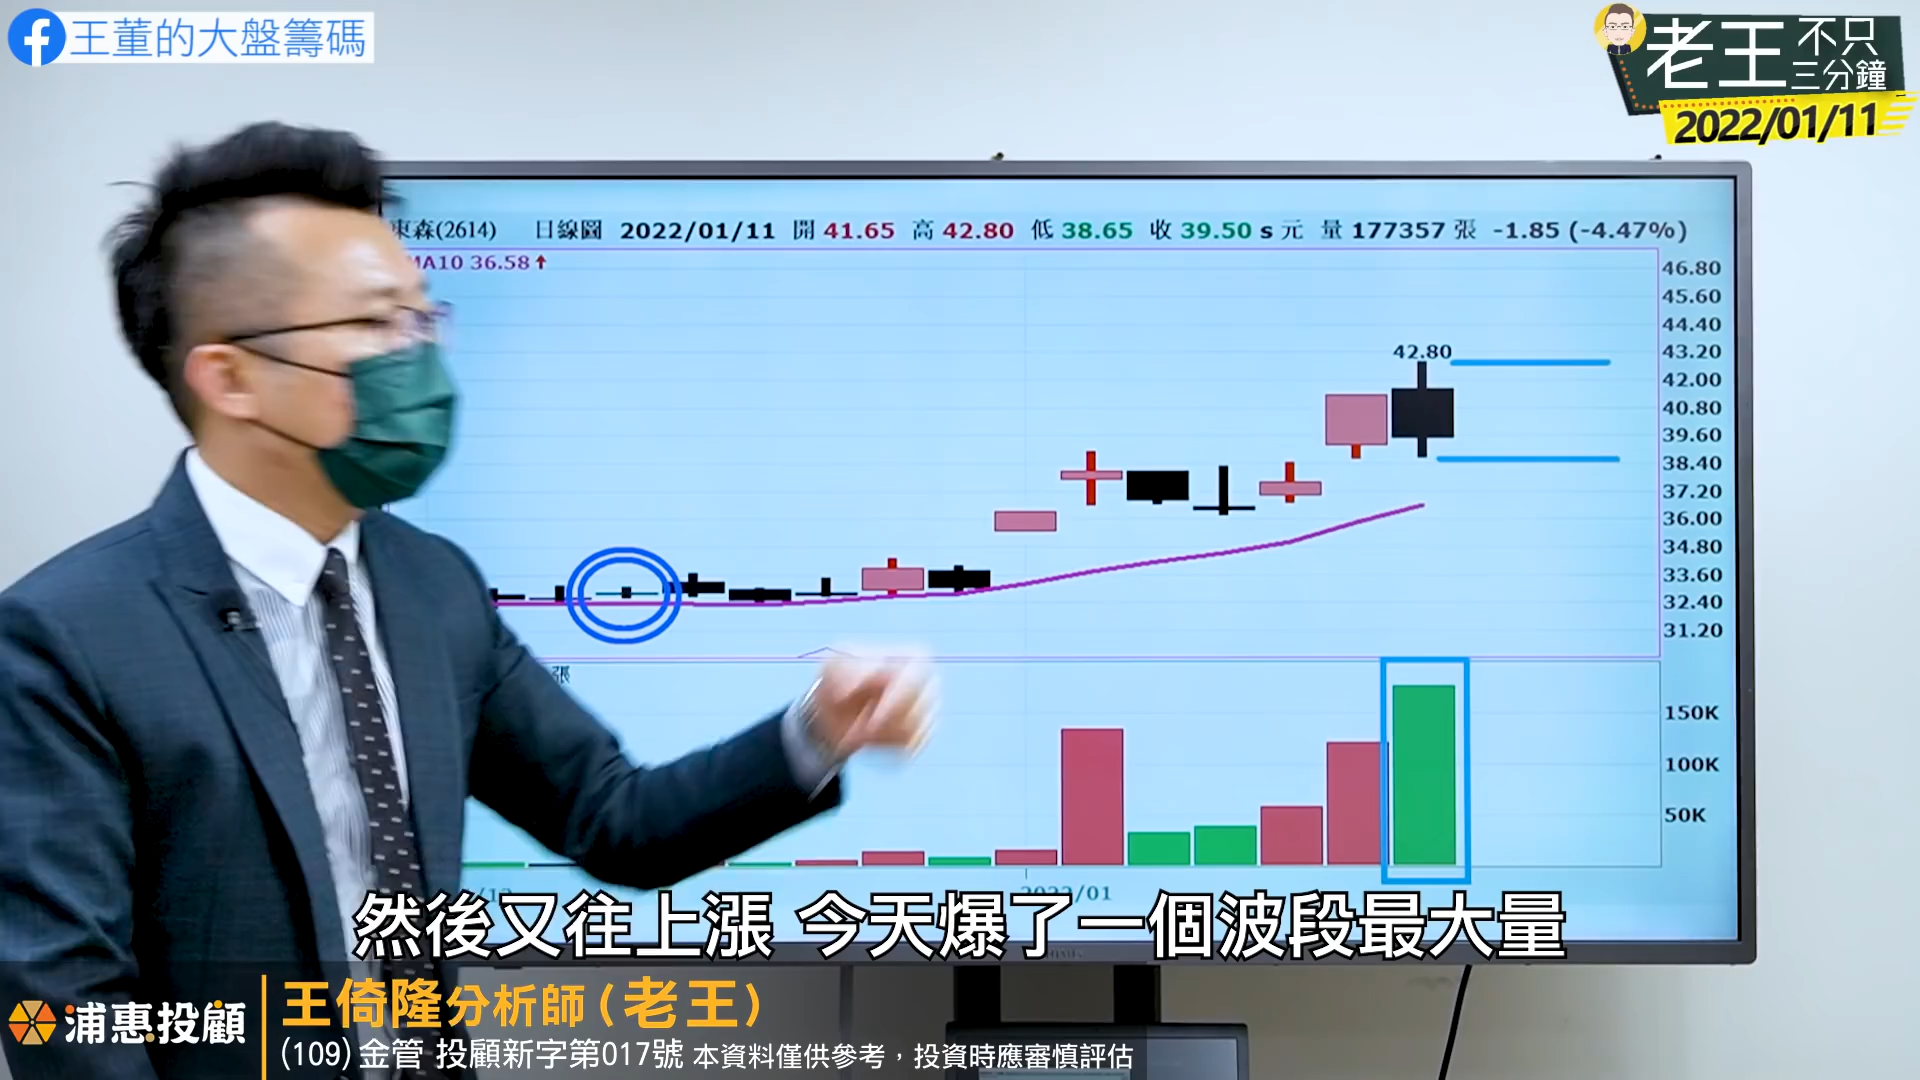 王董的大盤籌碼
老王
不只
三分鐘
2022/01/11
東森(2614) 日線圖 2022/01/11 開 41.65 高 42.80 低 38.65 收 39.50 s 元 量 177357 張 -1.85 (-4.47%)
MA10 36.58↑
46.80
45.60
44.40
43.20
42.00
40.80
39.60
38.40
37.20
36.00
34.80
33.60
32.40
31.20
42.80
張
150K
100K
50K
/12
2022/01
然後又往上漲 今天爆了一個波段最大量
浦惠投顧
王倚隆分析師(老王)
(109) 金管 投顧新字第017號 本資料僅供參考，投資時應審慎評估